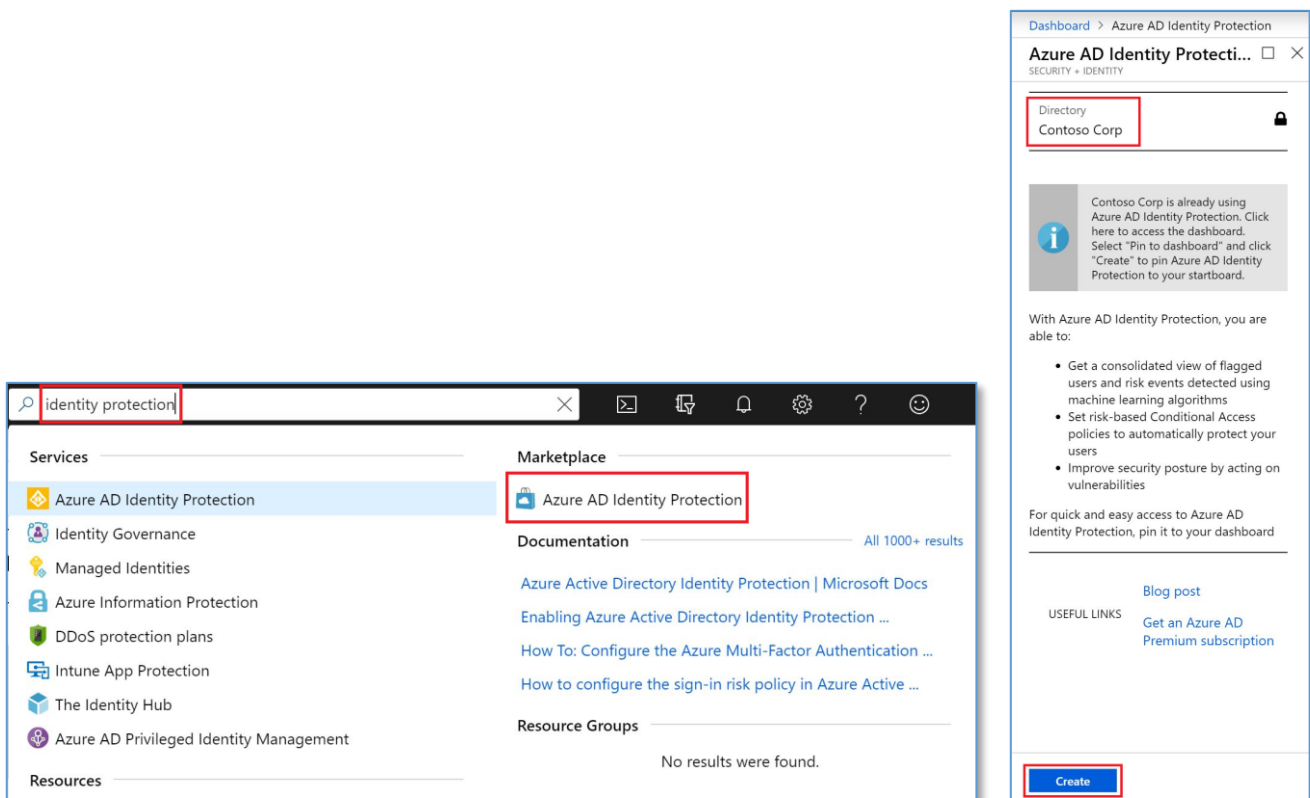 identity protection
Services
Azure AD Identity Protection
Identity Governance
Managed Identities
Azure Information Protection
DDoS protection plans
Intune App Protection
The Identity Hub
Azure AD Privileged Identity Management
Resources
Marketplace
Azure AD Identity Protection
Documentation
All 1000+ results
Azure Active Directory Identity Protection | Microsoft Docs
Enabling Azure Active Directory Identity Protection ...
How To: Configure the Azure Multi-Factor Authentication ...
How to configure the sign-in risk policy in Azure Active ...
Resource Groups
No results were found.
Dashboard > Azure AD Identity Protection
Azure AD Identity Protecti...
SECURITY + IDENTITY
Directory
Contoso Corp
Contoso Corp is already using
Azure AD Identity Protection. Click
here to access the dashboard.
Select "Pin to dashboard" and click
"Create" to pin Azure AD Identity
Protection to your startboard.
With Azure AD Identity Protection, you are
able to:
• Get a consolidated view of flagged
users and risk events detected using
machine learning algorithms
• Set risk-based Conditional Access
policies to automatically protect your
users
• Improve security posture by acting on
vulnerabilities
For quick and easy access to Azure AD
Identity Protection, pin it to your dashboard
USEFUL LINKS
Blog post
Get an Azure AD
Premium subscription
Create